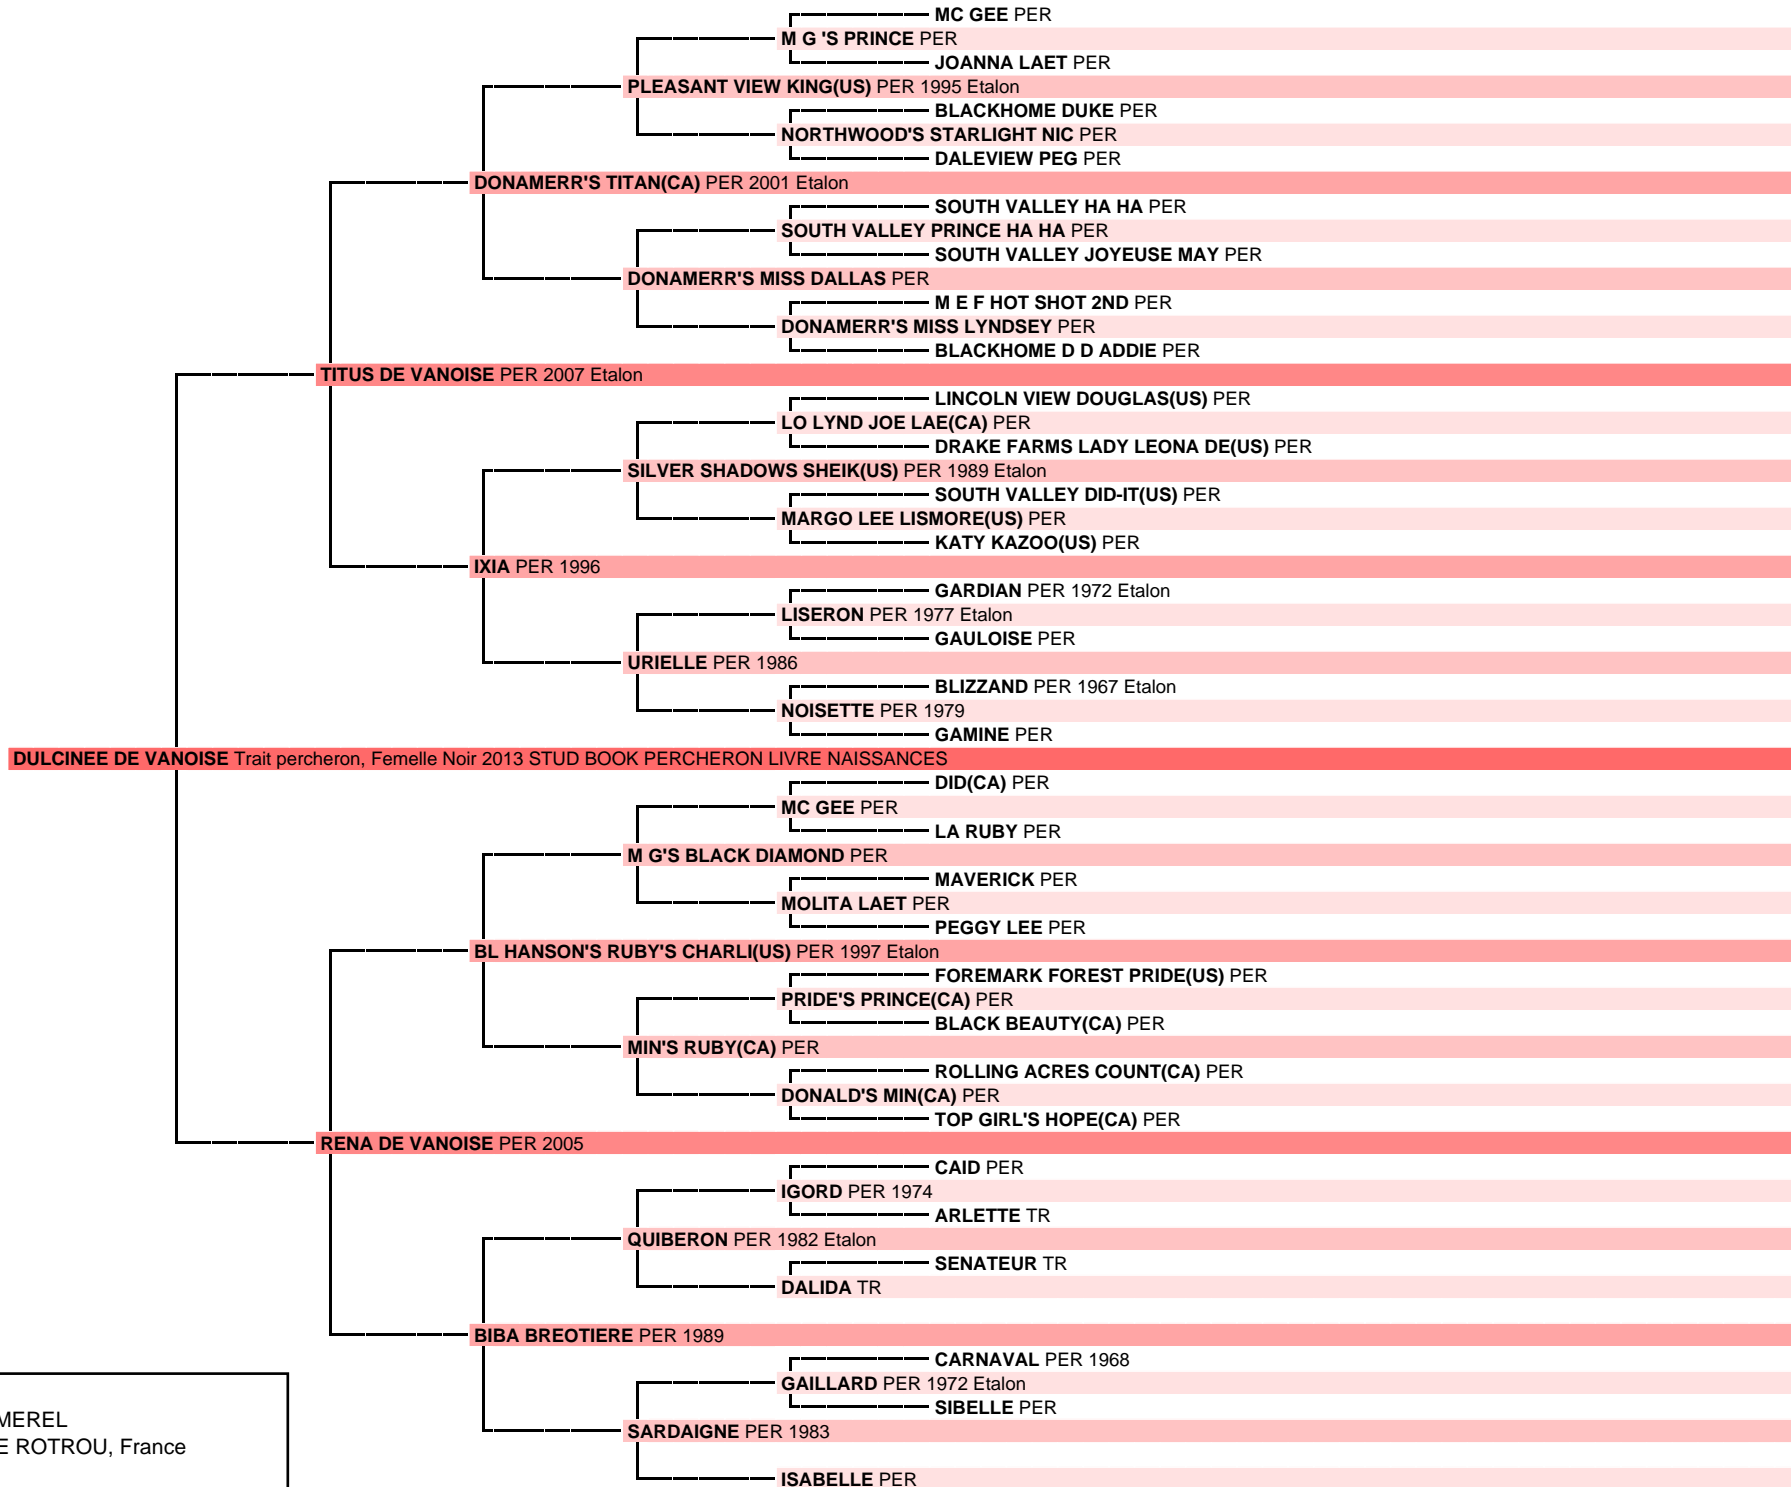 MC GEE PER
M G 'S PRINCE PER
JOANNA LAET PER
PLEASANT VIEW KING(US) PER 1995 Etalon
BLACKHOME DUKE PER
NORTHWOOD'S STARLIGHT NIC PER
DALEVIEW PEG PER
DONAMERR'S TITAN(CA) PER 2001 Etalon
SOUTH VALLEY HA HA PER
SOUTH VALLEY PRINCE HA HA PER
SOUTH VALLEY JOYEUSE MAY PER
DONAMERR'S MISS DALLAS PER
M E F HOT SHOT 2ND PER
DONAMERR'S MISS LYNDSEY PER
BLACKHOME D D ADDIE PER
TITUS DE VANOISE PER 2007 Etalon
LINCOLN VIEW DOUGLAS(US) PER
LO LYND JOE LAE(CA) PER
DRAKE FARMS LADY LEONA DE(US) PER
SILVER SHADOWS SHEIK(US) PER 1989 Etalon
SOUTH VALLEY DID-IT(US) PER
MARGO LEE LISMORE(US) PER
KATY KAZOO(US) PER
IXIA PER 1996
GARDIAN PER 1972 Etalon
LISERON PER 1977 Etalon
GAULOISE PER
URIELLE PER 1986
BLIZZAND PER 1967 Etalon
NOISETTE PER 1979
GAMINE PER
DULCINEE DE VANOISE Trait percheron, Femelle Noir 2013 STUD BOOK PERCHERON LIVRE NAISSANCES
DID(CA) PER
MC GEE PER
LA RUBY PER
M G'S BLACK DIAMOND PER
MAVERICK PER
MOLITA LAET PER
PEGGY LEE PER
BL HANSON'S RUBY'S CHARLI(US) PER 1997 Etalon
FOREMARK FOREST PRIDE(US) PER
PRIDE'S PRINCE(CA) PER
BLACK BEAUTY(CA) PER
MIN'S RUBY(CA) PER
ROLLING ACRES COUNT(CA) PER
DONALD'S MIN(CA) PER
TOP GIRL'S HOPE(CA) PER
RENA DE VANOISE PER 2005
CAID PER
IGORD PER 1974
ARLETTE TR
QUIBERON PER 1982 Etalon
SENATEUR TR
DALIDA TR
BIBA BREOTIERE PER 1989
CARNAVAL PER 1968
GAILLARD PER 1972 Etalon
SIBELLE PER
SARDAIGNE PER 1983
ISABELLE PER
MEREL
E ROTROU, France